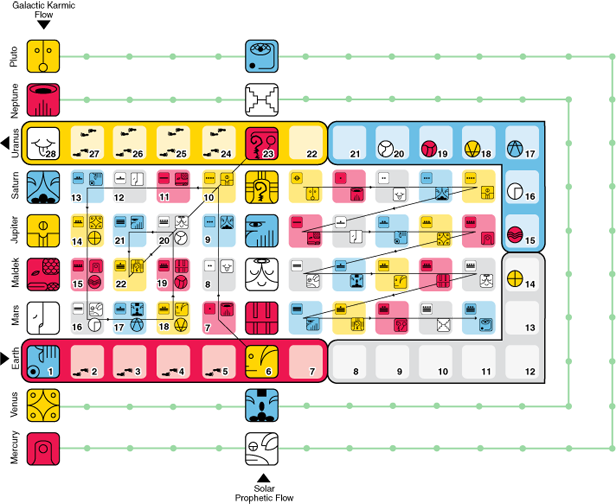 Galactic Karmic
Flow
Pluto
Neptune
Uranus
28 27 26 25 24 23 22 21 20 19 18 17
Saturn
13 12 11 10 16
Jupiter
14 21 20 9 15
Maldek
15 22 19 8 14
Mars
16 17 18 7 13
Earth
1 2 3 4 5 6 7 8 9 10 11 12
Venus
Mercury
Solar
Prophetic Flow